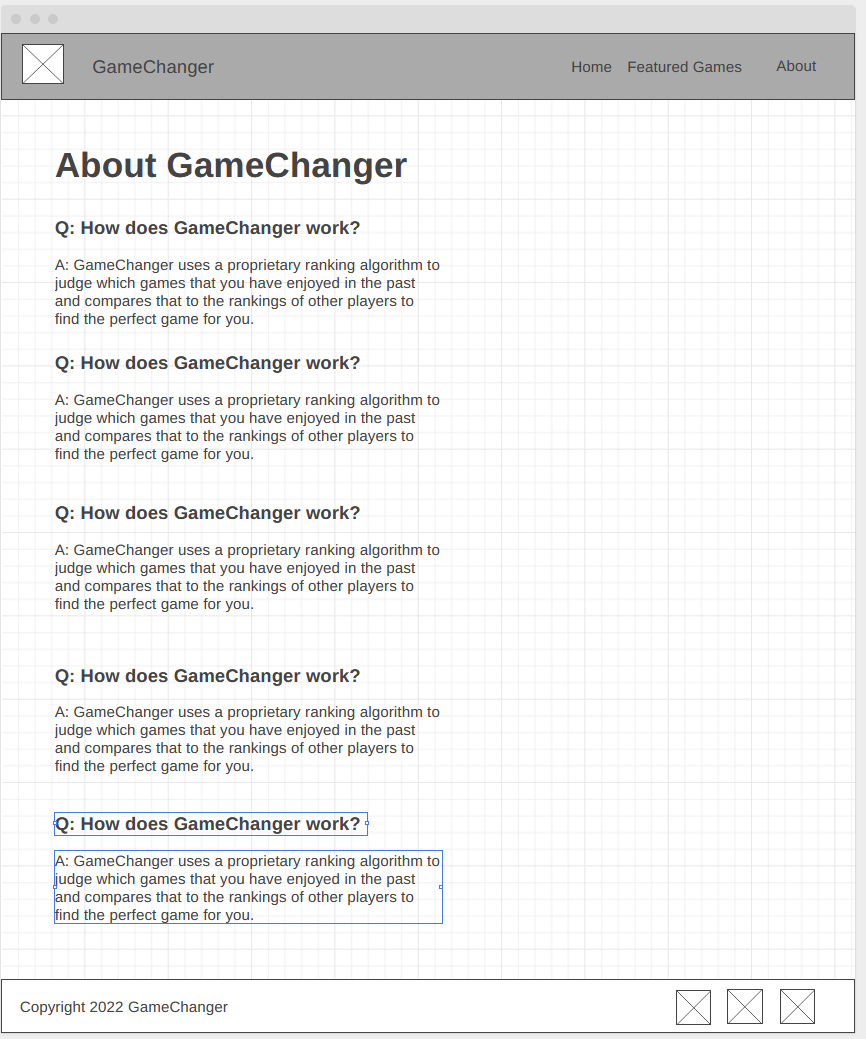 GameChanger
Home
Featured Games
About
About GameChanger
Q: How does GameChanger work?
A: GameChanger uses a proprietary ranking algorithm to
judge which games that you have enjoyed in the past
and compares that to the rankings of other players to
find the perfect game for you.
Q: How does GameChanger work?
A: GameChanger uses a proprietary ranking algorithm to
judge which games that you have enjoyed in the past
and compares that to the rankings of other players to
find the perfect game for you.
Q: How does GameChanger work?
A: GameChanger uses a proprietary ranking algorithm to
judge which games that you have enjoyed in the past
and compares that to the rankings of other players to
find the perfect game for you.
Q: How does GameChanger work?
A: GameChanger uses a proprietary ranking algorithm to
judge which games that you have enjoyed in the past
and compares that to the rankings of other players to
find the perfect game for you.
Q: How does GameChanger work?
A: GameChanger uses a proprietary ranking algorithm to
judge which games that you have enjoyed in the past
and compares that to the rankings of other players to
find the perfect game for you.
Copyright 2022 GameChanger